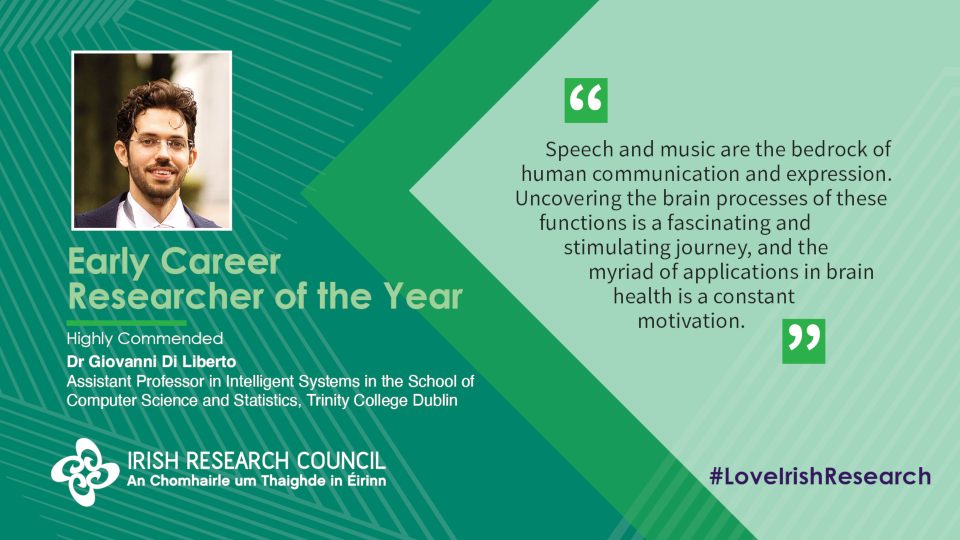 Early Career
Researcher of the Year
Highly Commended
Dr Giovanni Di Liberto
Assistant Professor in Intelligent Systems in the School of
Computer Science and Statistics, Trinity College Dublin
IRISH RESEARCH COUNCIL
An Chomhairle um Thaighde in Éirinn
“
Speech and music are the bedrock of
human communication and expression.
Uncovering the brain processes of these
functions is a fascinating and
stimulating journey, and the
myriad of applications in brain
health is a constant
motivation.
”
#LoveIrishResearch